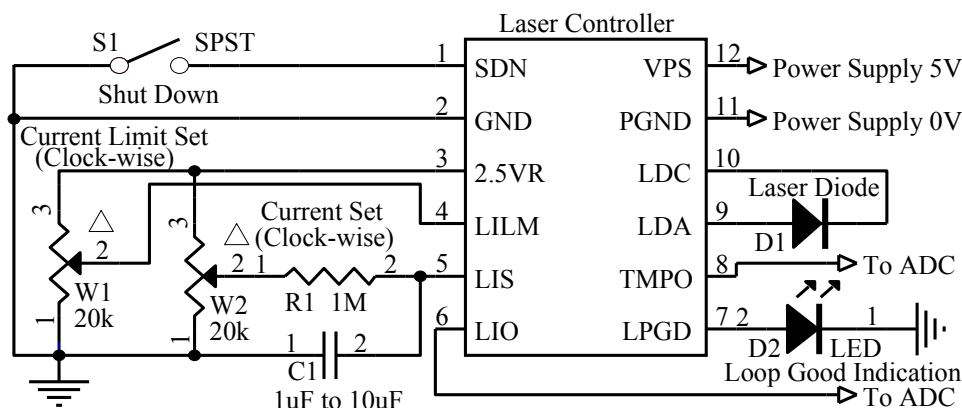 Laser Controller
S1 SPST
Shut Down
1 SDN VPS 12 Power Supply 5V
2 GND PGND 11 Power Supply 0V
Current Limit Set
(Clock-wise)
3 2.5VR LDC 10
Laser Diode
4 LILM LDA 9
D1
Current Set
(Clock-wise)
3
2
W1
20k
1
3
2
W2
20k
1
1 2
R1 1M
5 LIS TMPO 8 To ADC
6 LIO LPGD 7 2 1
D2 LED
Loop Good Indication
1 2
C1
1uF to 10uF
To ADC